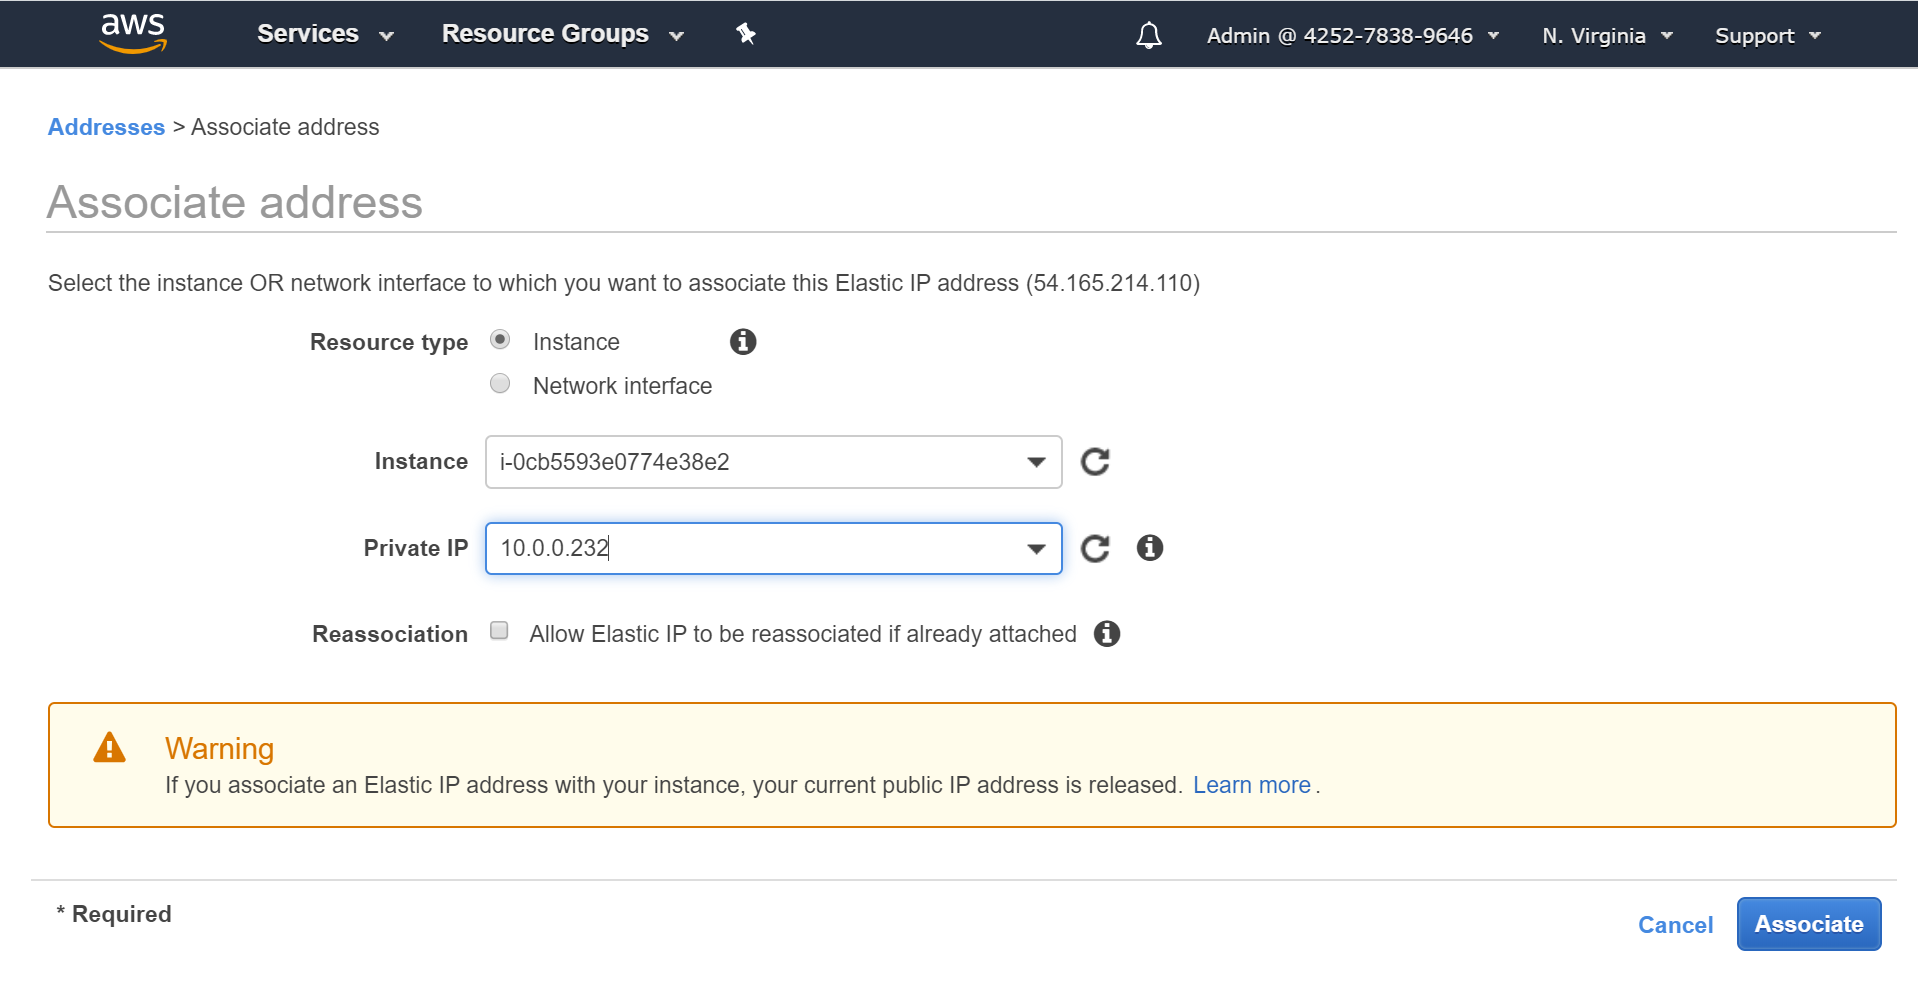 aws Services Resource Groups Admin @ 4252-7838-9646 N. Virginia Support
Addresses > Associate address
Associate address
Select the instance OR network interface to which you want to associate this Elastic IP address (54.165.214.110)
Resource type Instance
Network interface
Instance i-0cb5593e0774e38e2
Private IP 10.0.0.232
Reassociation Allow Elastic IP to be reassociated if already attached
Warning
If you associate an Elastic IP address with your instance, your current public IP address is released. Learn more.
* Required
Cancel Associate